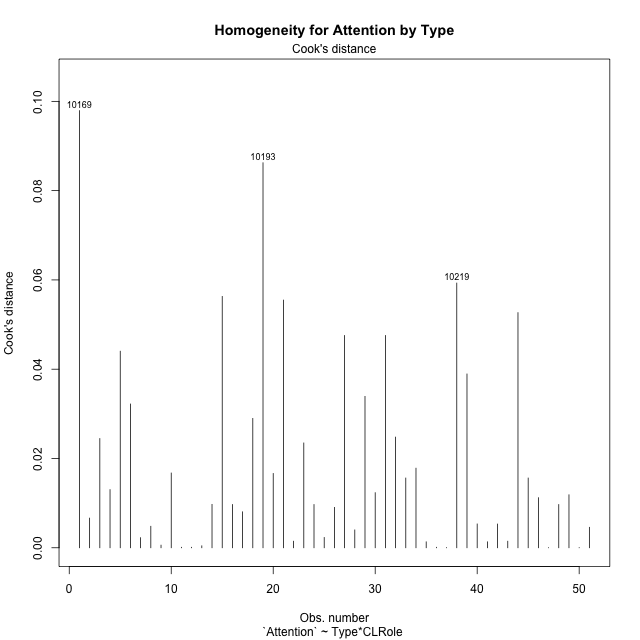 Homogeneity for Attention by Type
Cook's distance
10169
10193
10219
Cook's distance
0.10
0.08
0.06
0.04
0.02
0.00
0 10 20 30 40 50
Obs. number
`Attention` ~ Type*CLRole